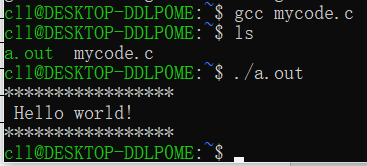 cll@DESKTOP-DDLPOME:~$ gcc mycode.c
cll@DESKTOP-DDLPOME:~$ ls
a.out mycode.c
cll@DESKTOP-DDLPOME:~$ ./a.out
*****************
Hello world!
*****************
cll@DESKTOP-DDLPOME:~$